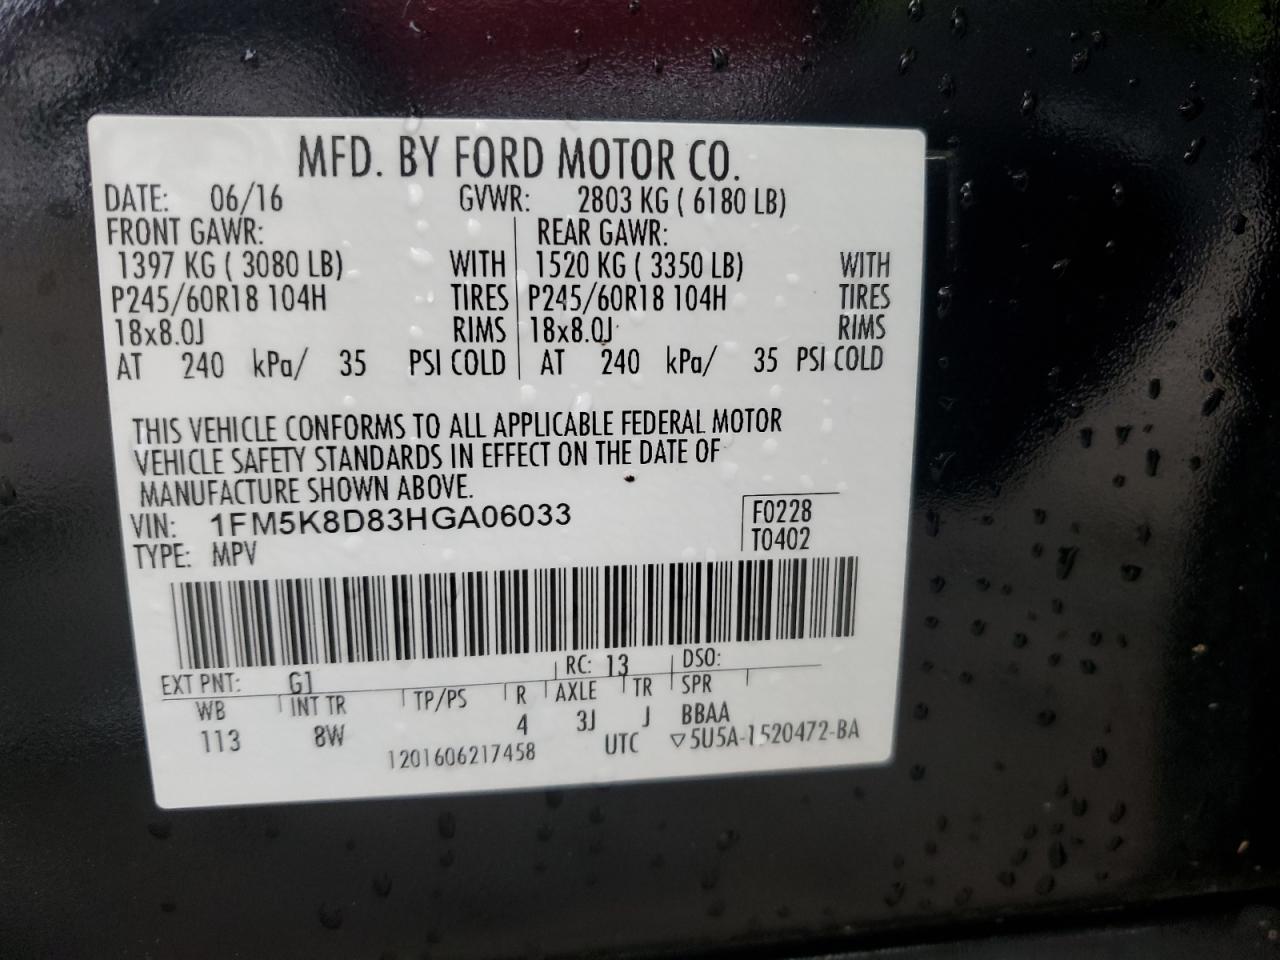 MFD. BY FORD MOTOR CO.
DATE: 06/16 GVWR: 2803 KG ( 6180 LB)
FRONT GAWR: REAR GAWR:
1397 KG ( 3080 LB) WITH 1520 KG ( 3350 LB) WITH
P245/60R18 104H TIRES P245/60R18 104H TIRES
18x8.0J RIMS 18x8.0J RIMS
AT 240 kPa/ 35 PSI COLD AT 240 kPa/ 35 PSI COLD
THIS VEHICLE CONFORMS TO ALL APPLICABLE FEDERAL MOTOR
VEHICLE SAFETY STANDARDS IN EFFECT ON THE DATE OF
MANUFACTURE SHOWN ABOVE.
VIN: 1FM5K8D83HGA06033 F0228
TYPE: MPV T0402
EXT PNT: G1 RC: 13 DSO:
WB INT TR TP/PS R AXLE TR SPR
113 8W 4 3J J BBAA
1201606217458 UTC ▽5U5A-1520472-BA